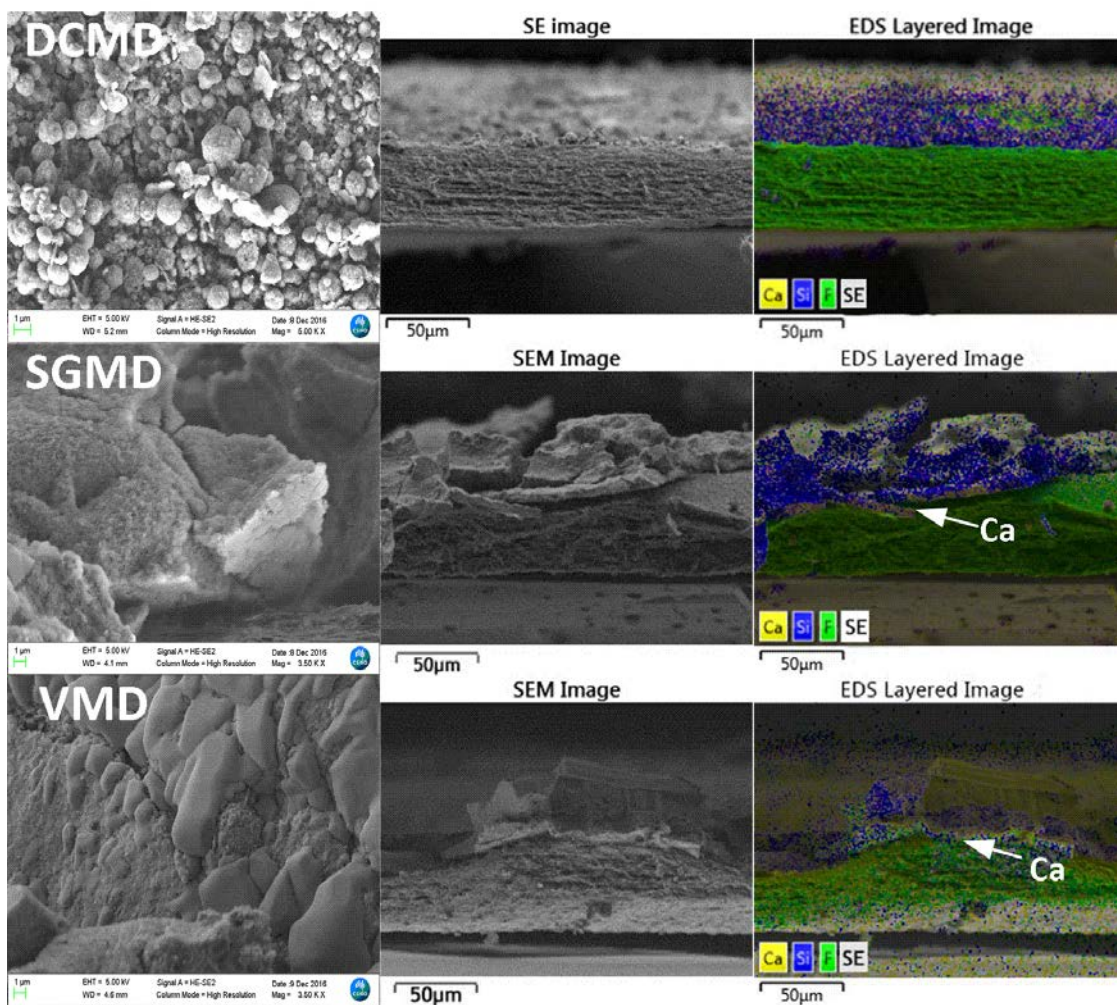 DCMD
SE image
EDS Layered Image
1 µm
EHT = 5.00 kV
Signal A = HE-SE2
Date :8 Dec 2016
WD = 5.2 mm
Column Mode = High Resolution
Mag = 5.00 K X
CSIRO
50µm
Ca Si F SE
50µm
SGMD
SEM Image
EDS Layered Image
Ca
1 µm
EHT = 5.00 kV
Signal A = HE-SE2
Date :8 Dec 2016
WD = 4.1 mm
Column Mode = High Resolution
Mag = 3.50 K X
CSIRO
50µm
Ca Si F SE
50µm
VMD
SEM Image
EDS Layered Image
Ca
1 µm
EHT = 5.00 kV
Signal A = HE-SE2
Date :9 Dec 2016
WD = 4.6 mm
Column Mode = High Resolution
Mag = 3.50 K X
CSIRO
50µm
Ca Si F SE
50µm